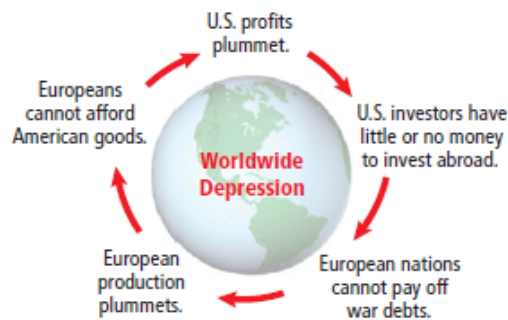 U.S. profits
plummet.
U.S. investors have
little or no money
to invest abroad.
European nations
cannot pay off
war debts.
European
production
plummets.
Europeans
cannot afford
American goods.
Worldwide
Depression